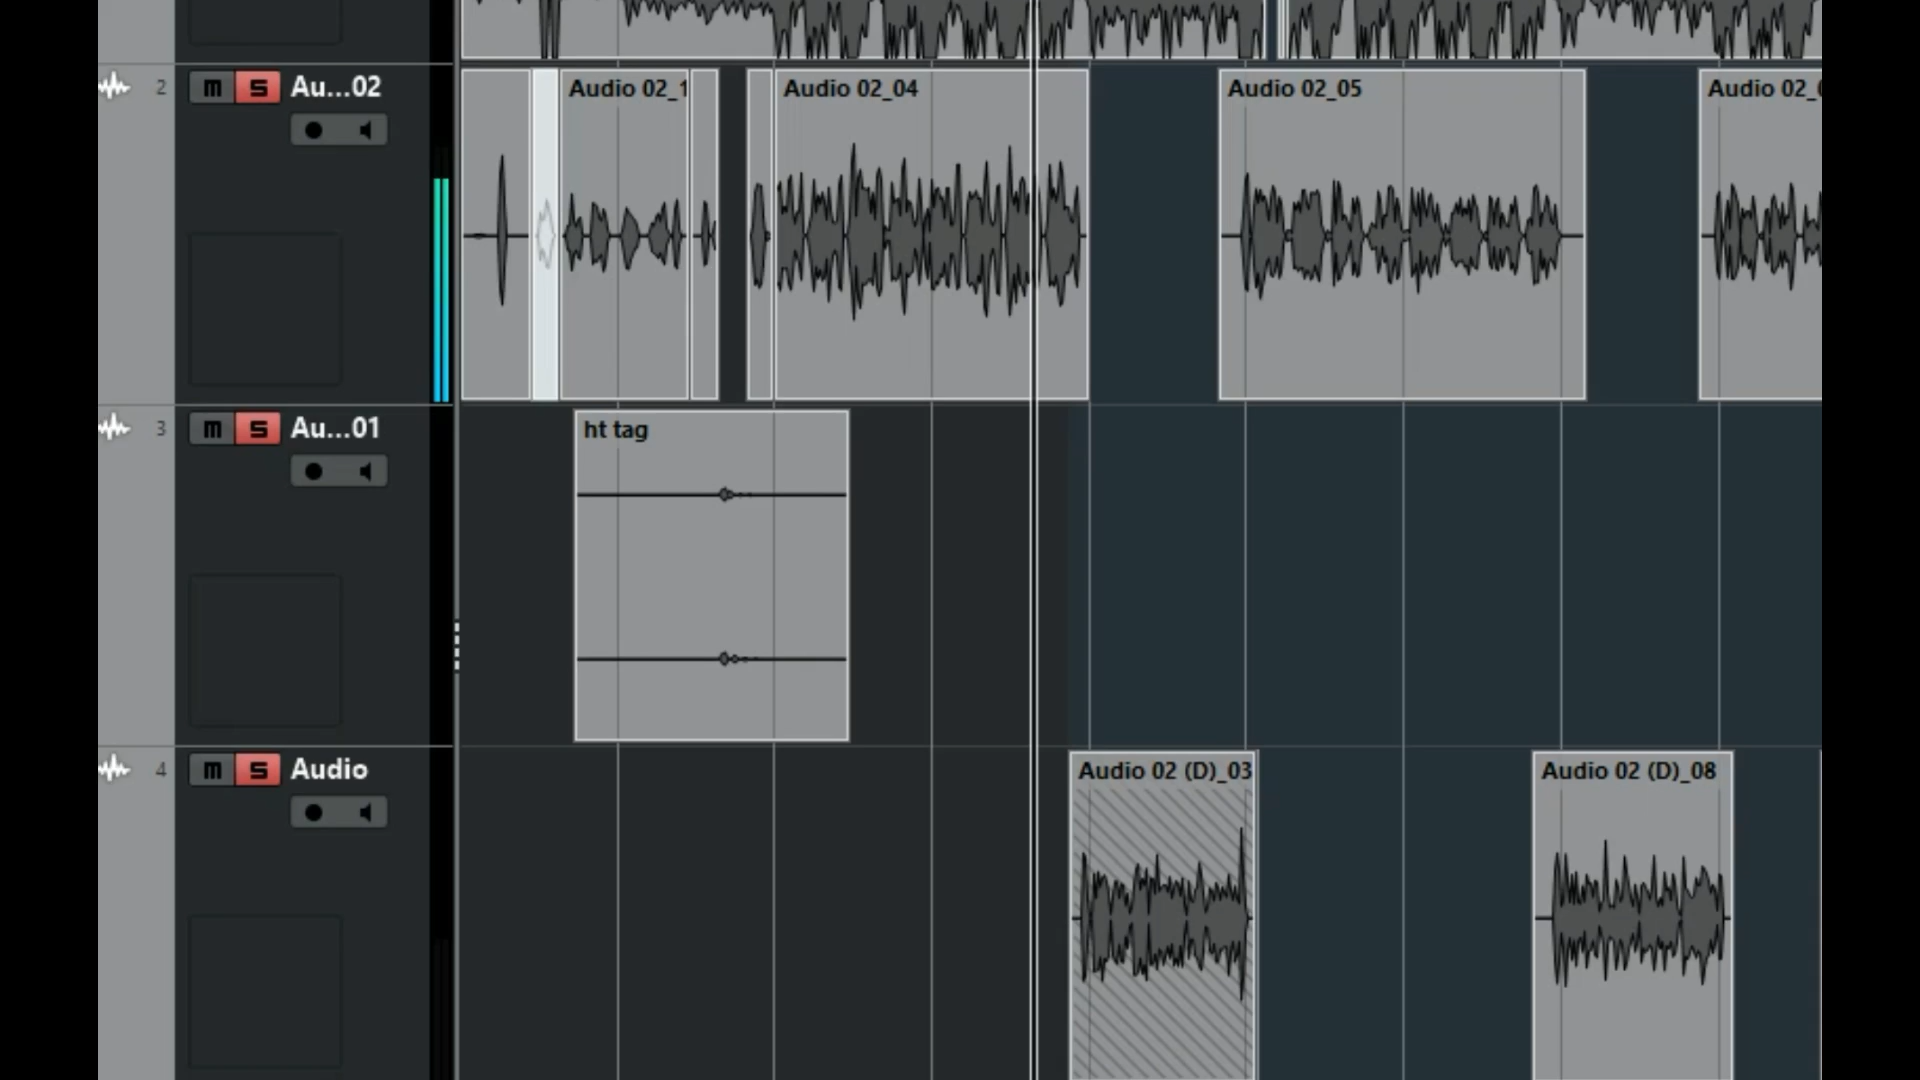 2 m S Au...02
Audio 02_1 Audio 02_04 Audio 02_05 Audio 02_
3 m S Au...01
ht tag
4 m S Audio
Audio 02 (D)_03 Audio 02 (D)_08